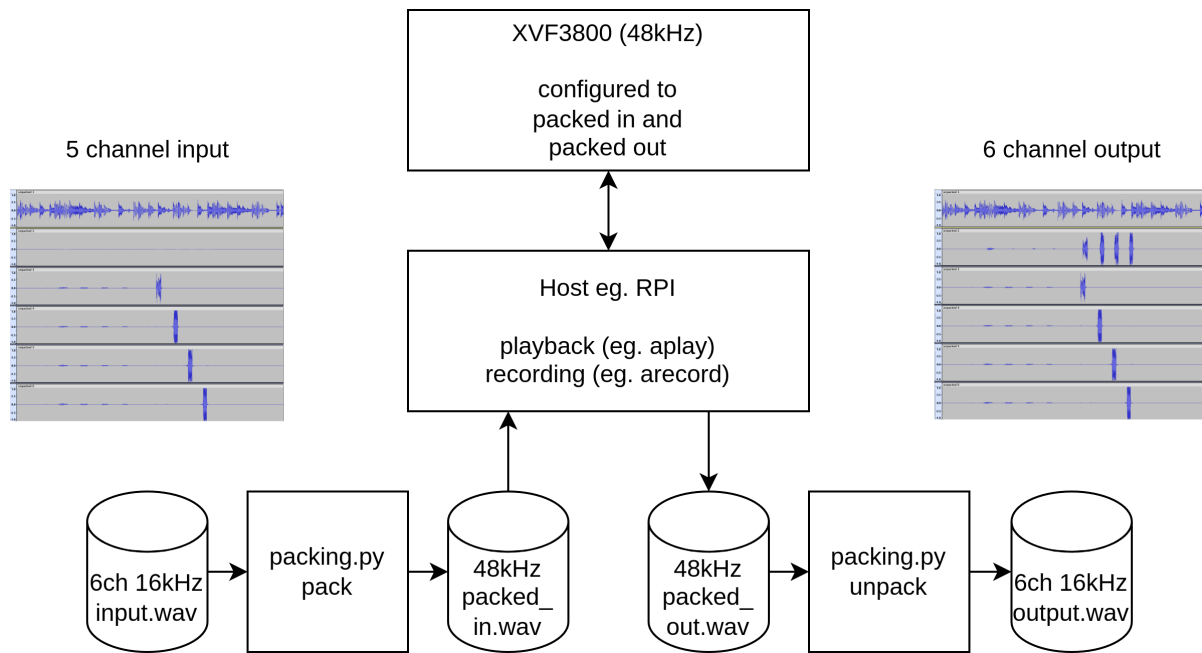 XVF3800 (48kHz)
configured to
packed in and
packed out
5 channel input
6 channel output
Host eg. RPI
playback (eg. aplay)
recording (eg. arecord)
6ch 16kHz
input.wav
packing.py
pack
48kHz
packed_
in.wav
48kHz
packed_
out.wav
packing.py
unpack
6ch 16kHz
output.wav